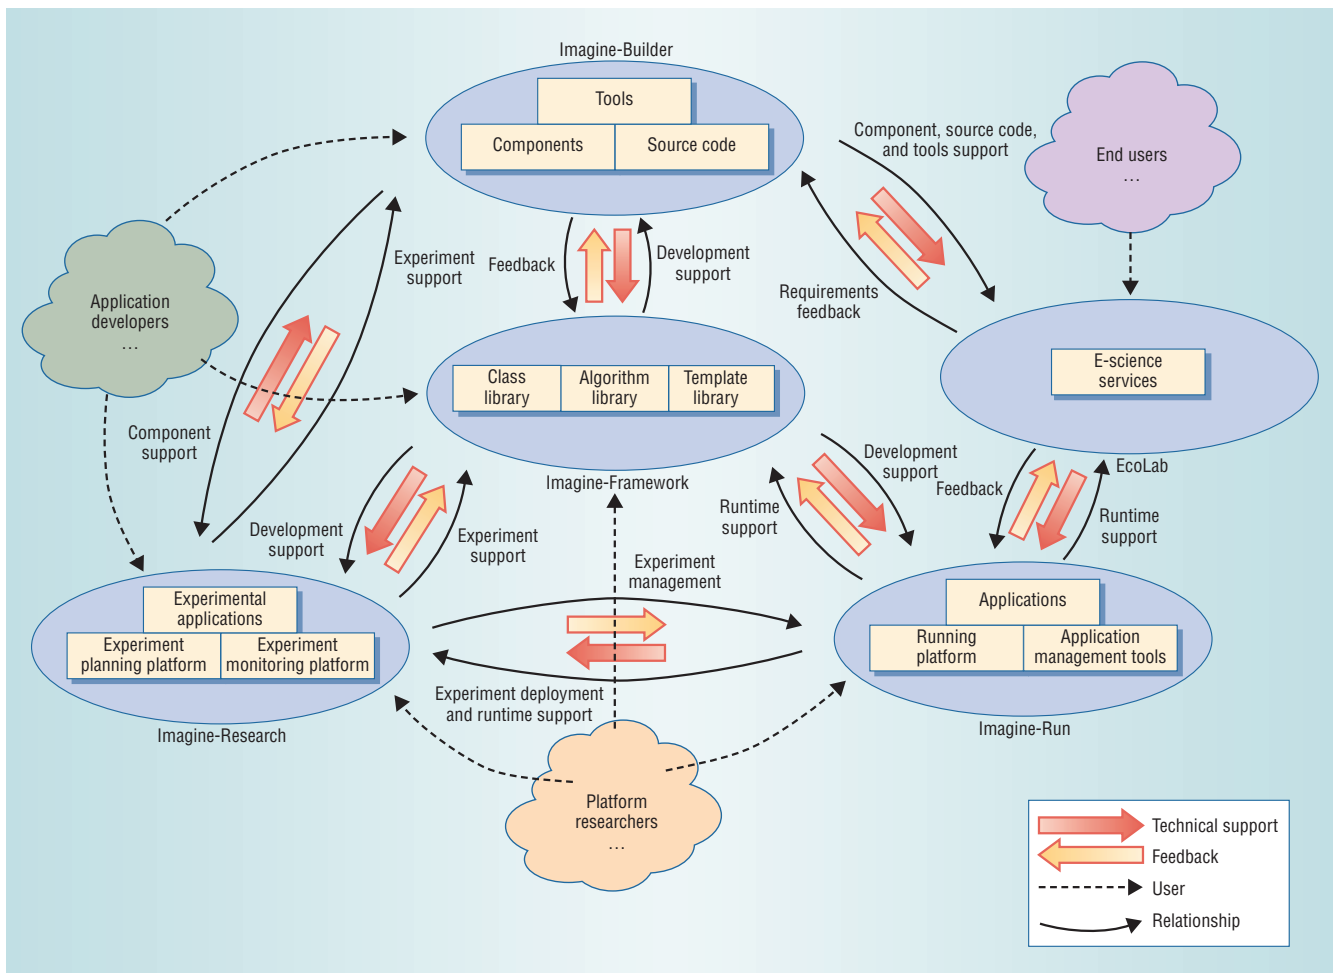 Imagine-Builder
Tools
Components
Source code
Component, source code,
and tools support
End users
...
Experiment
support
Feedback
Development
support
Requirements
feedback
Application
developers
...
E-science
services
EcoLab
Class
library
Algorithm
library
Template
library
Imagine-Framework
Component
support
Development
support
Experiment
support
Runtime
support
Development
support
Feedback
Runtime
support
Experiment
management
Experimental
applications
Experiment
planning platform
Experiment
monitoring platform
Imagine-Research
Applications
Running
platform
Application
management tools
Imagine-Run
Experiment deployment
and runtime support
Platform
researchers
...
Technical support
Feedback
User
Relationship